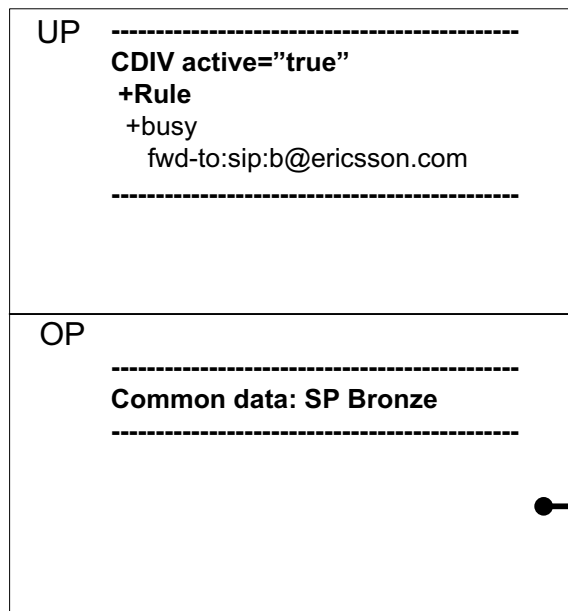 UP
-----------------------------------------------
CDIV active=”true”
+Rule
+busy
fwd-to:sip:b@ericsson.com
-----------------------------------------------
OP
-----------------------------------------------
Common data: SP Bronze
-----------------------------------------------